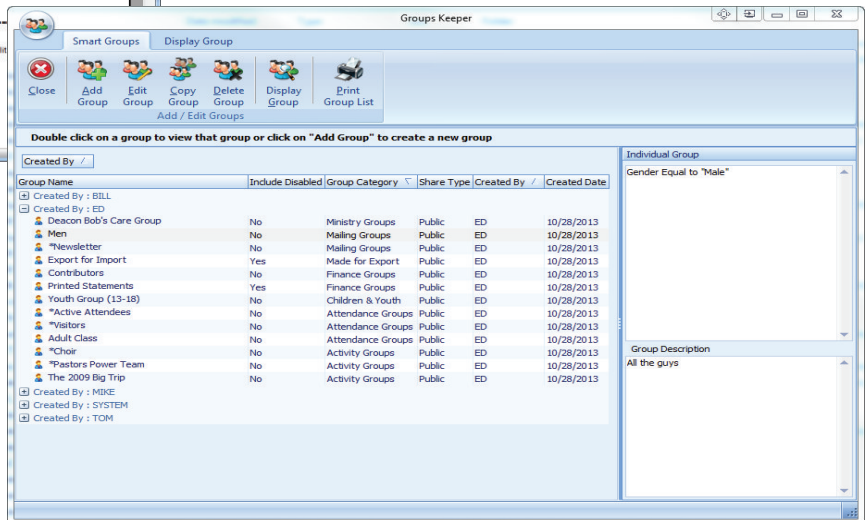 Groups Keeper
Smart Groups Display Group
Close Add Group Edit Group Copy Group Delete Group Display Group Print Group List
Add / Edit Groups
Double click on a group to view that group or click on "Add Group" to create a new group
Created By
Group Name Include Disabled Group Category Share Type Created By Created Date
Created By : BILL
Created By : ED
Deacon Bob's Care Group No Ministry Groups Public ED 10/28/2013
Men No Mailing Groups Public ED 10/28/2013
*Newsletter No Mailing Groups Public ED 10/28/2013
Export for Import Yes Made for Export Public ED 10/28/2013
Contributors No Finance Groups Public ED 10/28/2013
Printed Statements Yes Finance Groups Public ED 10/28/2013
Youth Group (13-18) No Children & Youth Public ED 10/28/2013
*Active Attendees No Attendance Groups Public ED 10/28/2013
*Visitors No Attendance Groups Public ED 10/28/2013
Adult Class No Attendance Groups Public ED 10/28/2013
*Choir No Activity Groups Public ED 10/28/2013
*Pastors Power Team No Activity Groups Public ED 10/28/2013
The 2009 Big Trip No Activity Groups Public ED 10/28/2013
Created By : MIKE
Created By : SYSTEM
Created By : TOM
Individual Group
Gender Equal to "Male"
Group Description
All the guys